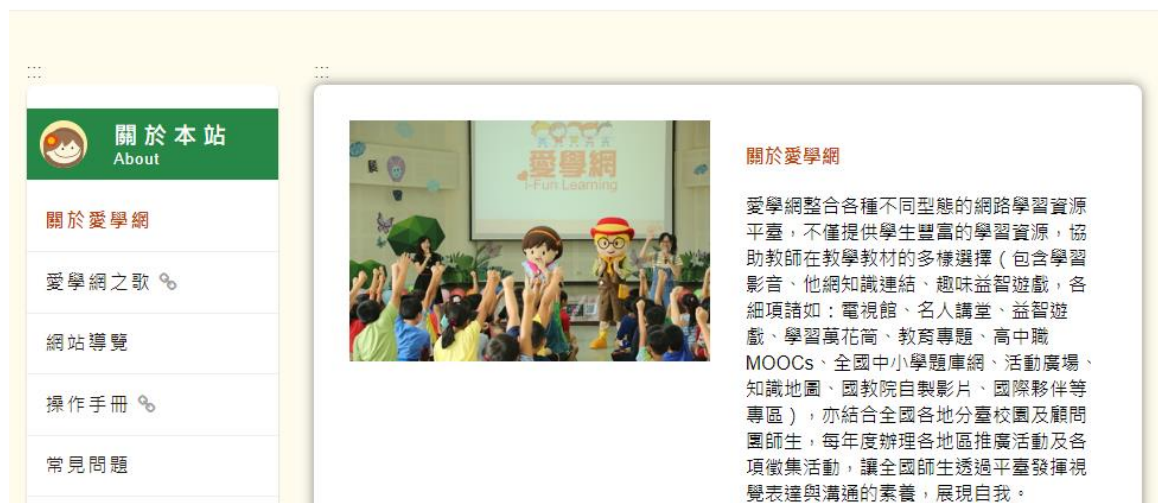 :::
:::
關於本站
About
關於愛學網
愛學網之歌
網站導覽
操作手冊
常見問題
愛學網
I-Fun Learning
關於愛學網
愛學網整合各種不同型態的網路學習資源
平臺，不僅提供學生豐富的學習資源，協
助教師在教學教材的多樣選擇（包含學習
影音、他網知識連結、趣味益智遊戲，各
細項諸如：電視館、名人講堂、益智遊
戲、學習萬花筒、教育專題、高中職
MOOCs、全國中小學題庫網、活動廣場、
知識地圖、國教院自製影片、國際夥伴等
專區），亦結合全國各地分臺校園及顧問
團師生，每年度辦理各地區推廣活動及各
項徵集活動，讓全國師生透過平臺發揮視
覺表達與溝通的素養，展現自我。